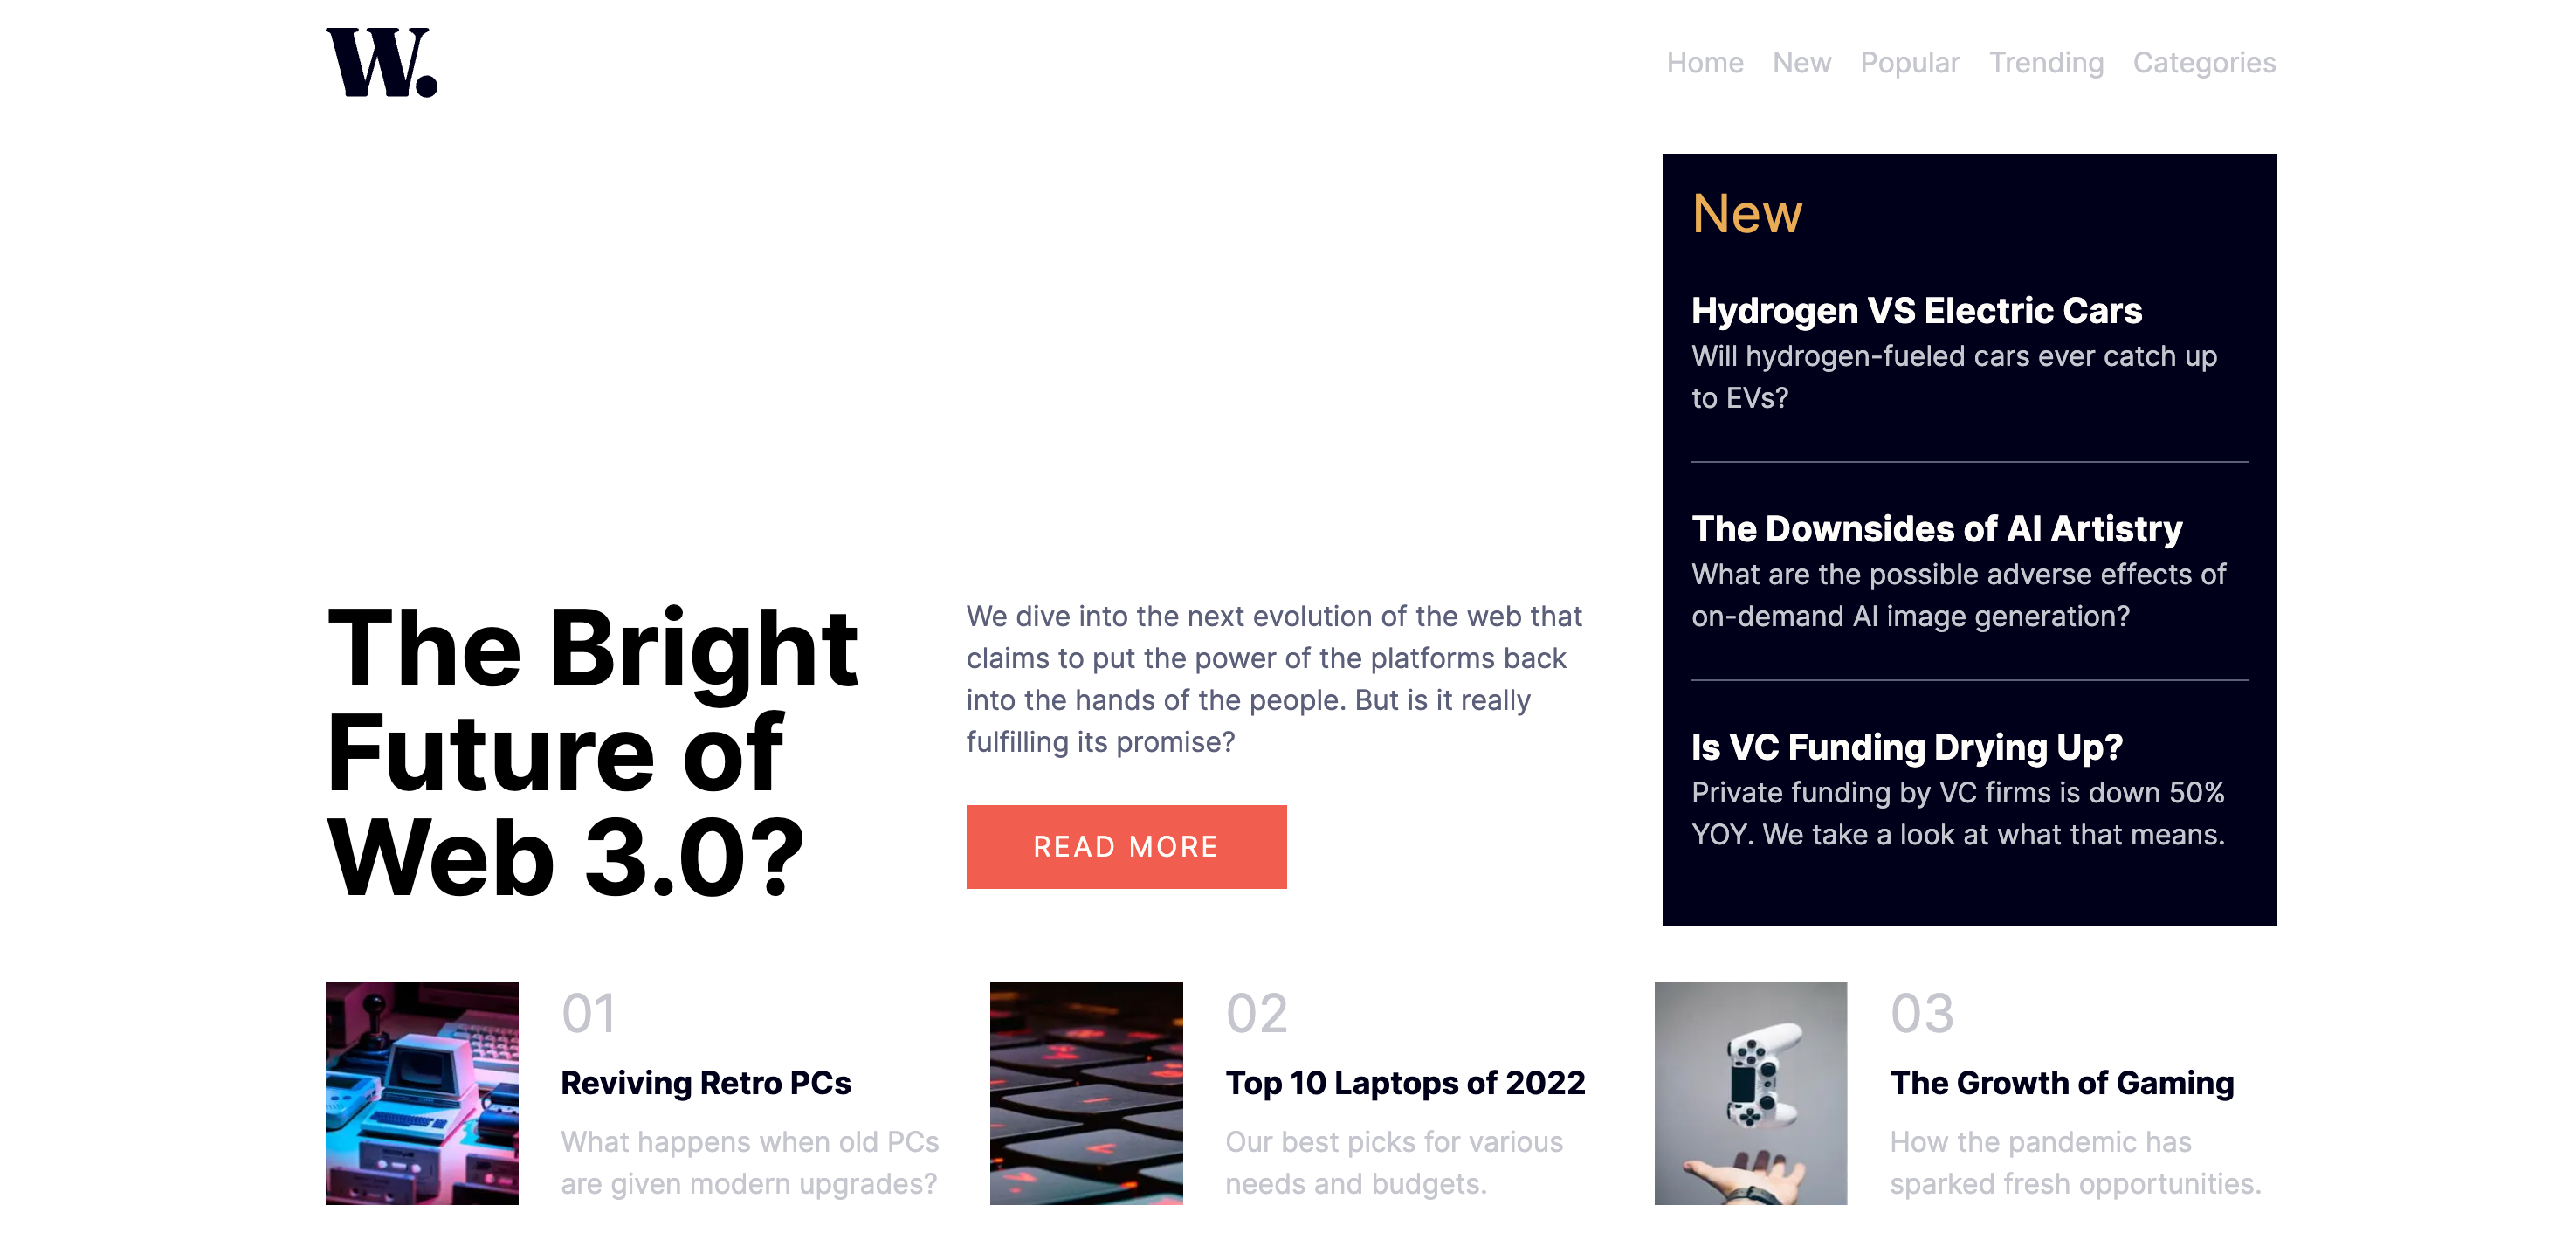 W.
Home New Popular Trending Categories
The Bright
Future of
Web 3.0?
We dive into the next evolution of the web that
claims to put the power of the platforms back
into the hands of the people. But is it really
fulfilling its promise?
READ MORE
New
Hydrogen VS Electric Cars
Will hydrogen-fueled cars ever catch up
to EVs?
The Downsides of AI Artistry
What are the possible adverse effects of
on-demand AI image generation?
Is VC Funding Drying Up?
Private funding by VC firms is down 50%
YOY. We take a look at what that means.
01
Reviving Retro PCs
What happens when old PCs
are given modern upgrades?
02
Top 10 Laptops of 2022
Our best picks for various
needs and budgets.
03
The Growth of Gaming
How the pandemic has
sparked fresh opportunities.